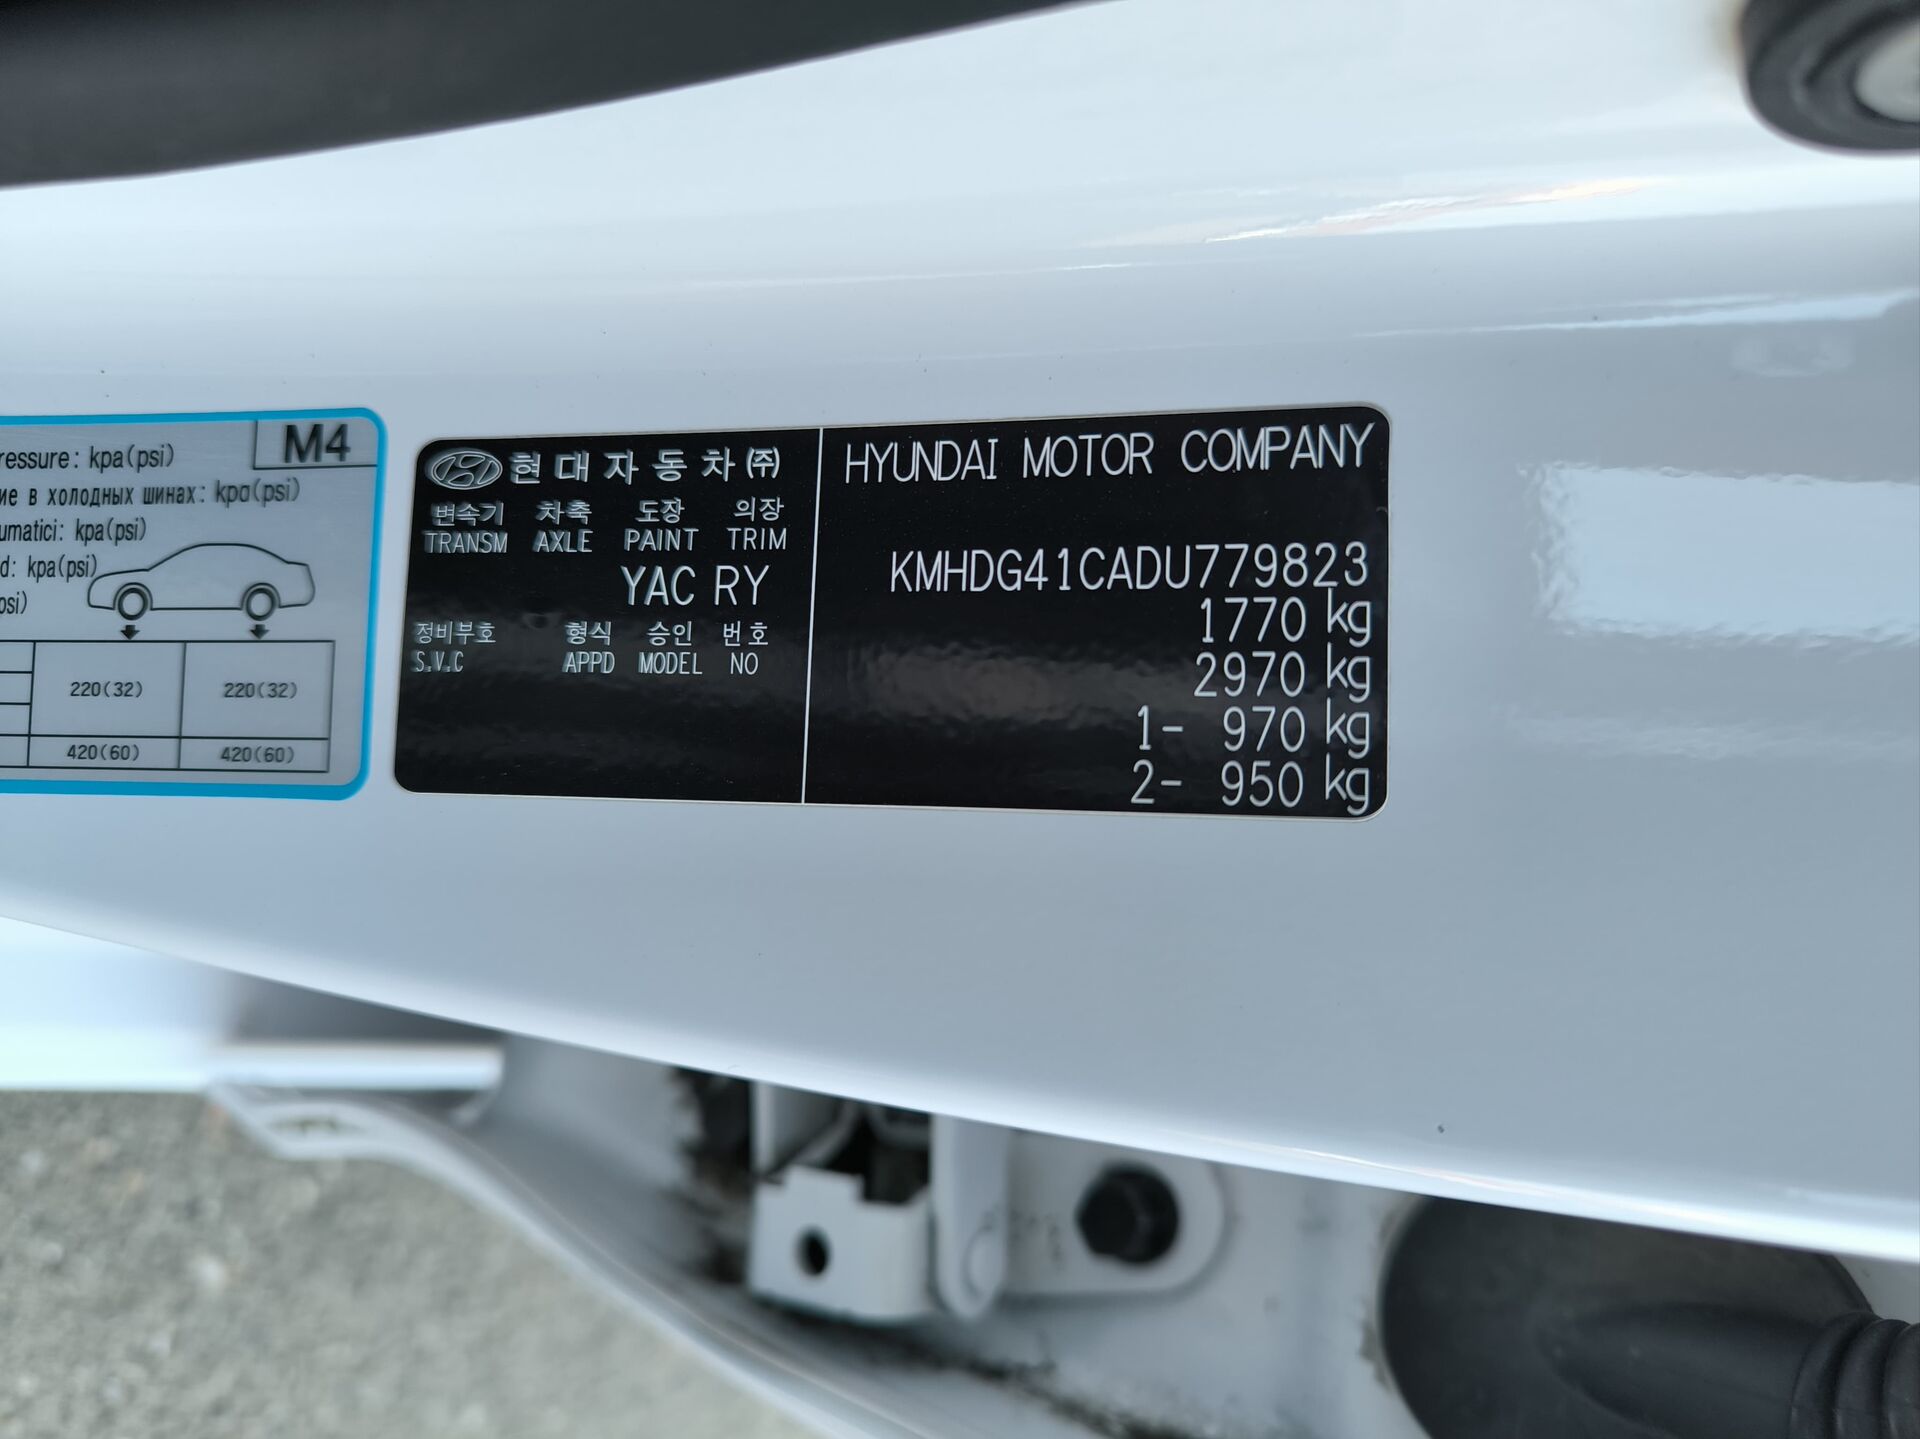 ressure: kpa(psi)
M4
ие в холодных шинах: kpa(psi)
umatici: kpa(psi)
d: kpa(psi)
psi)
220(32) 220(32)
420(60) 420(60)
현대자동차(주)
변속기 차축 도장 의장
TRANSM AXLE PAINT TRIM
YAC RY
정비부호 형식 승인 번호
S.V.C APPD MODEL NO
HYUNDAI MOTOR COMPANY
KMHDG41CADU779823
1770 kg
2970 kg
1- 970 kg
2- 950 kg